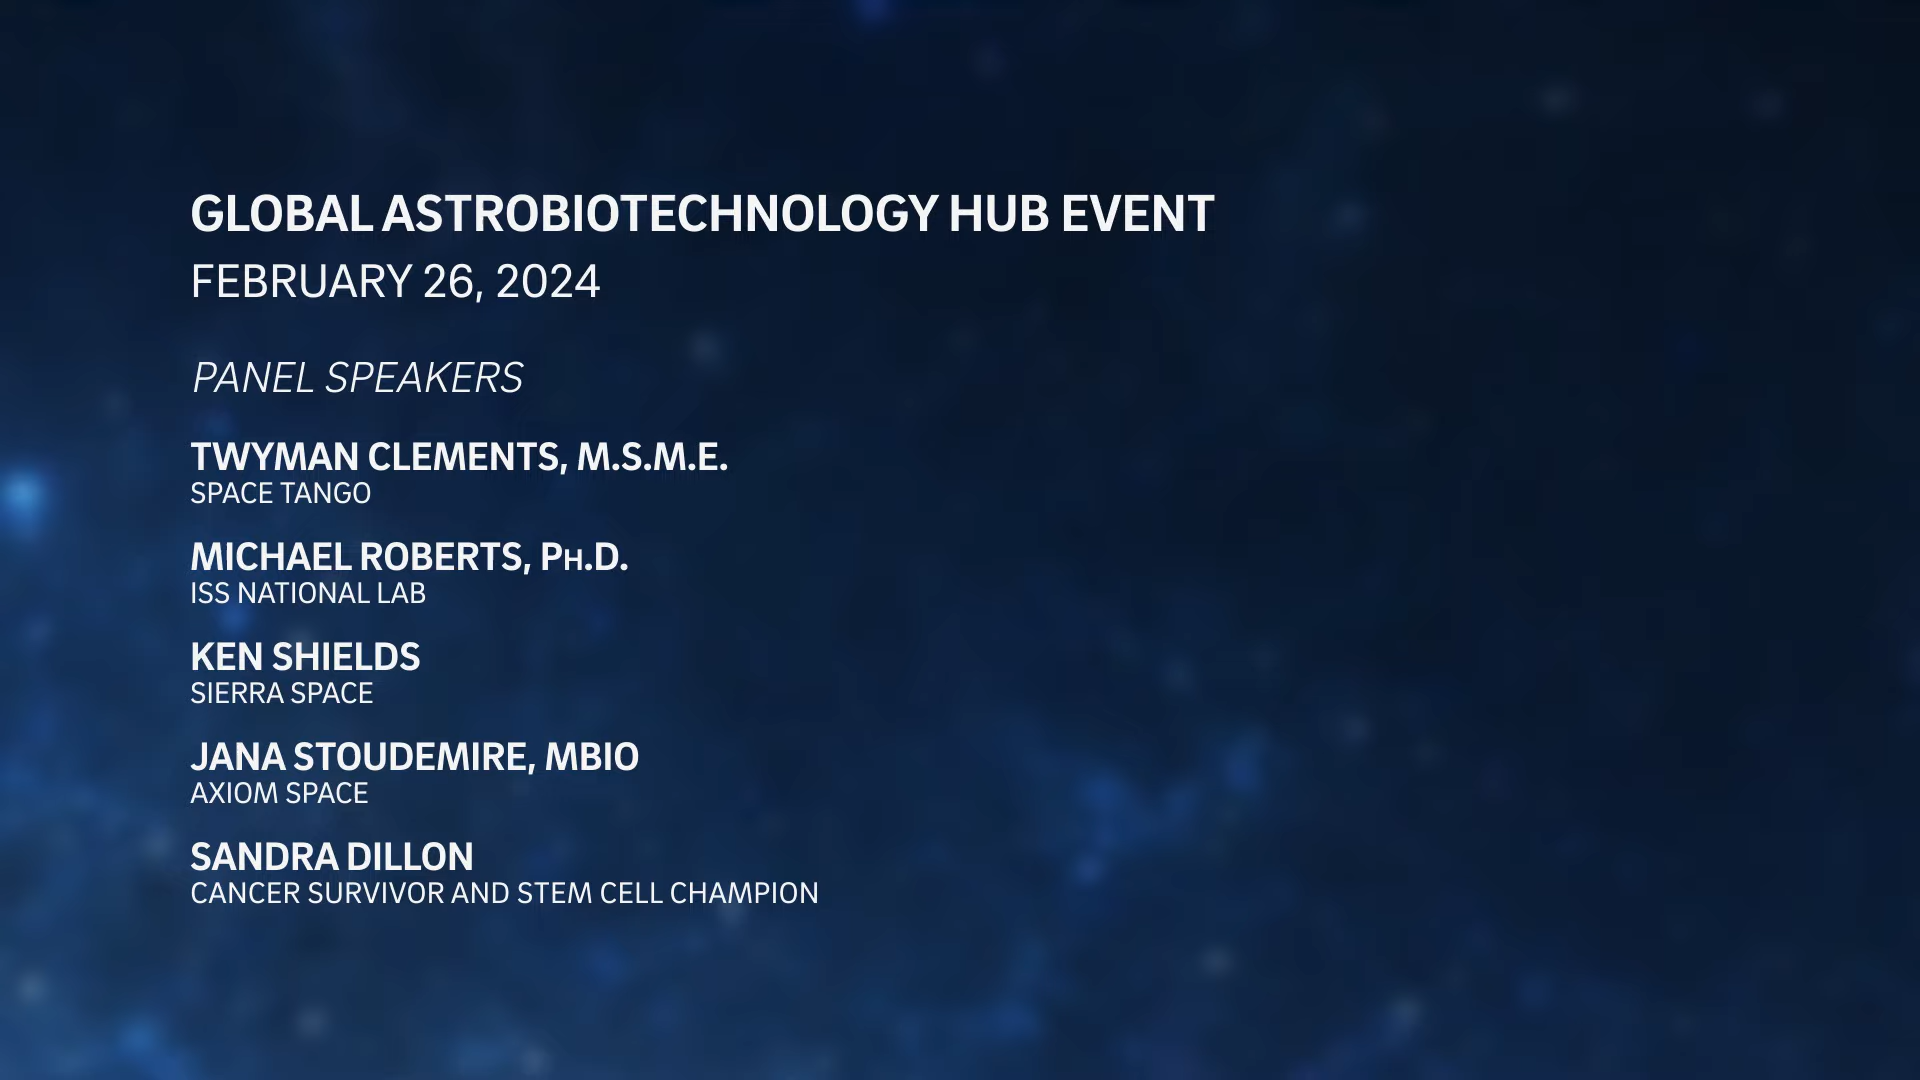 GLOBAL ASTROBIOTECHNOLOGY HUB EVENT
FEBRUARY 26, 2024
PANEL SPEAKERS
TWYMAN CLEMENTS, M.S.M.E.
SPACE TANGO
MICHAEL ROBERTS, PH.D.
ISS NATIONAL LAB
KEN SHIELDS
SIERRA SPACE
JANA STOUDEMIRE, MBIO
AXIOM SPACE
SANDRA DILLON
CANCER SURVIVOR AND STEM CELL CHAMPION